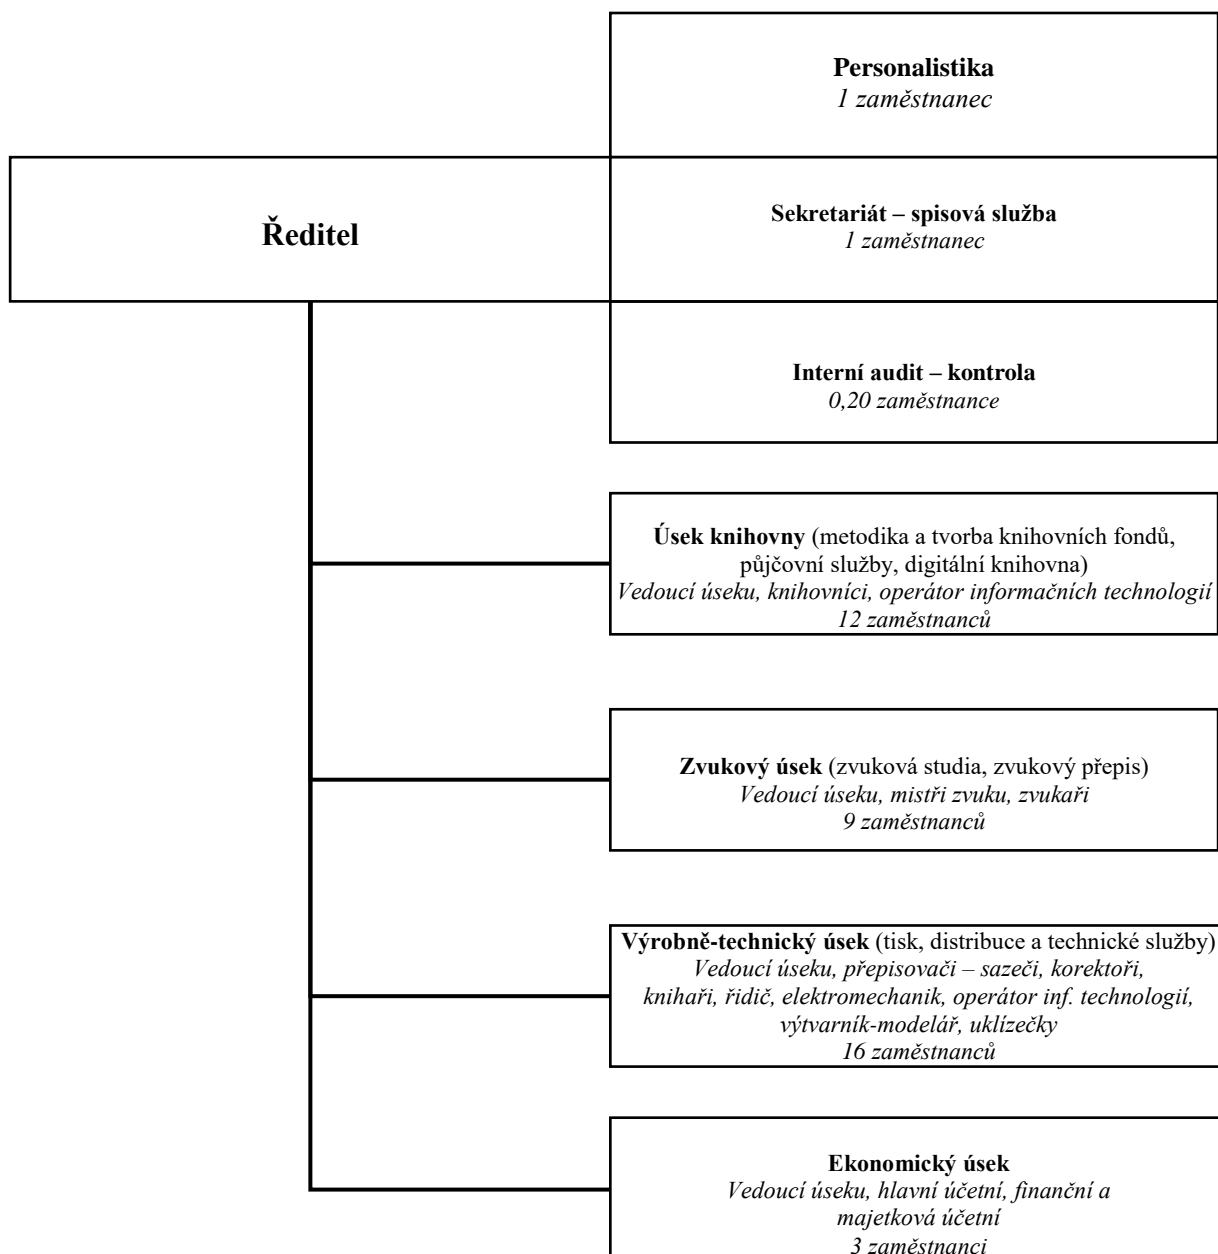 Personalistika
1 zaměstnanec
Ředitel
Sekretariát – spisová služba
1 zaměstnanec
Interní audit – kontrola
0,20 zaměstnance
Úsek knihovny (metodika a tvorba knihovních fondů,
půjčovní služby, digitální knihovna)
Vedoucí úseku, knihovníci, operátor informačních technologií
12 zaměstnanců
Zvukový úsek (zvuková studia, zvukový přepis)
Vedoucí úseku, mistři zvuku, zvukaři
9 zaměstnanců
Výrobně-technický úsek (tisk, distribuce a technické služby)
Vedoucí úseku, přepisovači – sazeči, korektoři,
knihaři, řidič, elektromechanik, operátor inf. technologií,
výtvarník-modelář, uklízečky
16 zaměstnanců
Ekonomický úsek
Vedoucí úseku, hlavní účetní, finanční a
majetková účetní
3 zaměstnanci